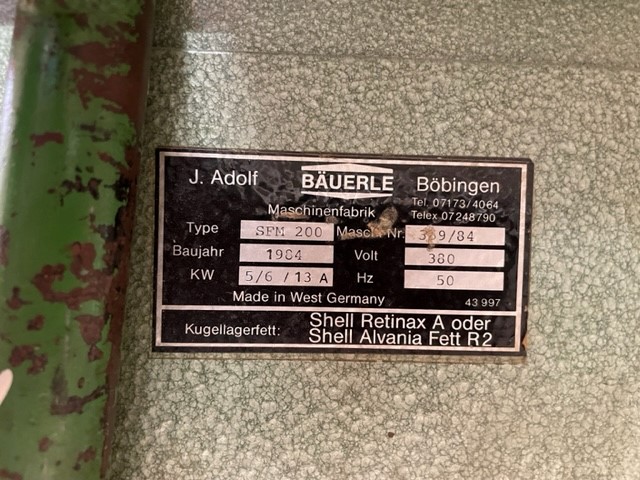 J. Adolf BÄUERLE Böbingen
Maschinenfabrik
Tel. 07173/4064
Telex 07248790
Type SFM 200 Masch. Nr. 339/84
Baujahr 1984 Volt 380
KW 5/6 /13 A Hz 50
Made in West Germany 43 997
Kugellagerfett: Shell Retinax A oder
Shell Alvania Fett R2